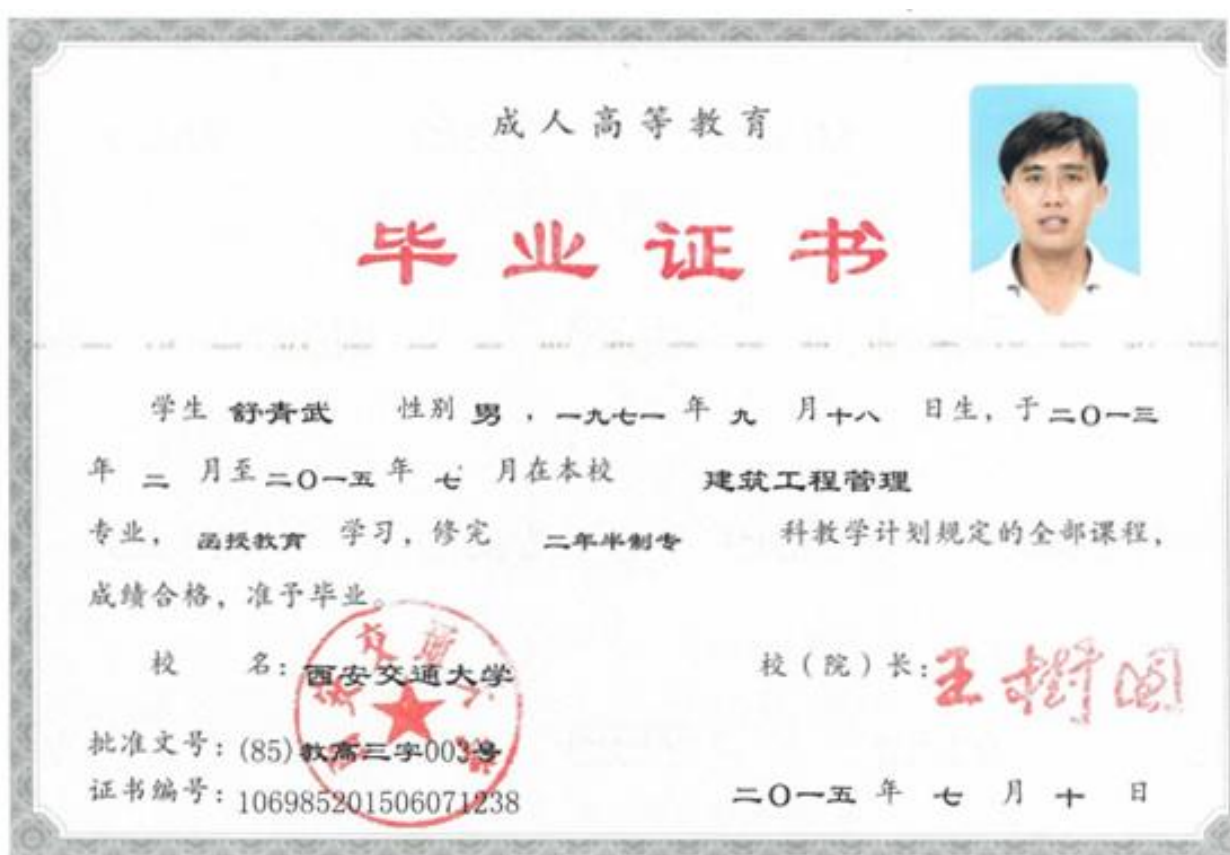 成人高等教育
毕业证书
学生 舒青武 性别 男 ，一九七一 年 九 月十八 日生，于二〇一三
年 二 月至二〇一五 年 七 月在本校 建筑工程管理
专业， 函授教育 学习，修完 二年半制专 科教学计划规定的全部课程，
成绩合格，准予毕业。
校 名：西安交通大学
校（院）长：王树国
批准文号：(85)教高三字003号
证书编号：106985201506071238
二〇一五 年 七 月 十 日
西安交通大学